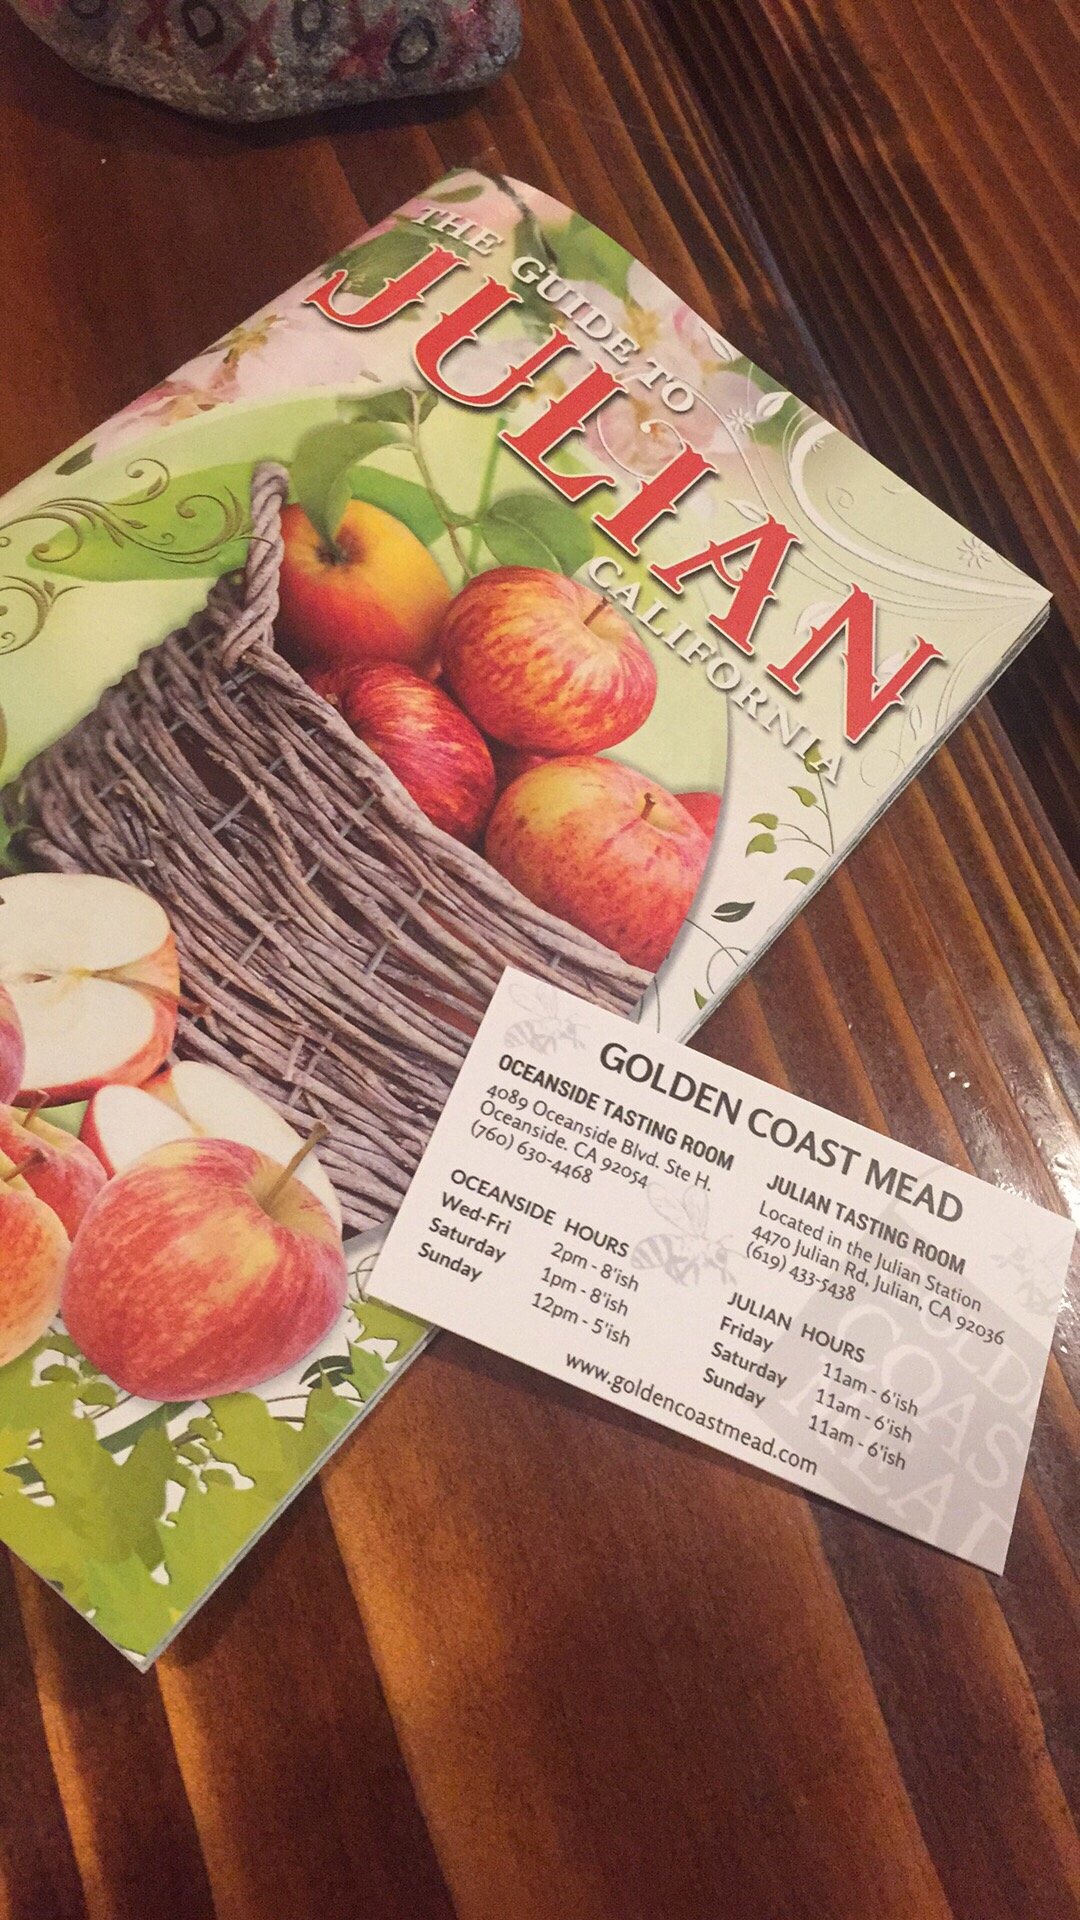 THE GUIDE TO
JULIAN
CALIFORNIA
GOLDEN COAST MEAD
OCEANSIDE TASTING ROOM
4089 Oceanside Blvd. Ste H.
Oceanside. CA 92054
(760) 630-4468
OCEANSIDE HOURS
Wed-Fri 2pm - 8'ish
Saturday 1pm - 8'ish
Sunday 12pm - 5'ish
JULIAN TASTING ROOM
Located in the Julian Station
4470 Julian Rd, Julian, CA 92036
(619) 433-5438
JULIAN HOURS
Friday 11am - 6'ish
Saturday 11am - 6'ish
Sunday 11am - 6'ish
www.goldencoastmead.com